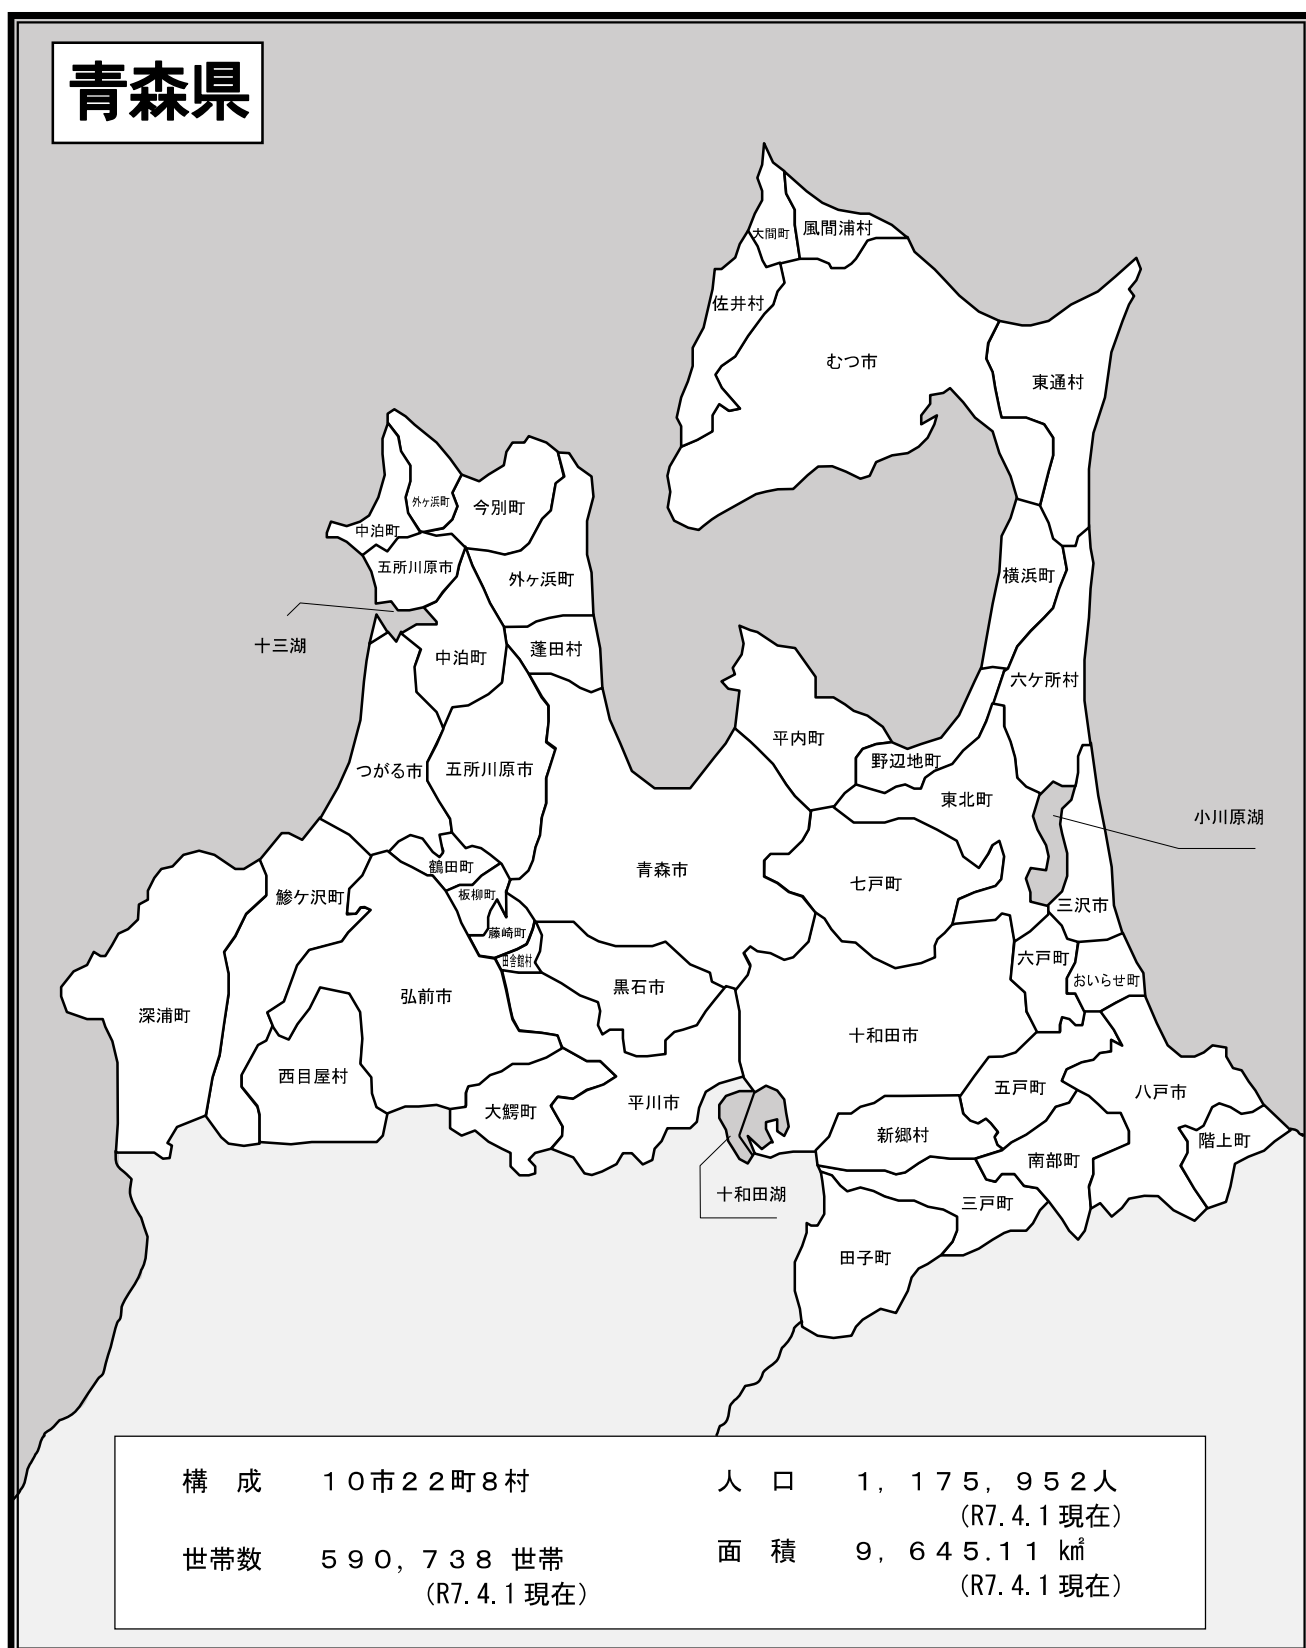 青森県
大間町
風間浦村
佐井村
むつ市
東通村
外ヶ浜町
今別町
中泊町
五所川原市
外ヶ浜町
横浜町
十三湖
蓬田村
中泊町
六ケ所村
平内町
野辺地町
つがる市
五所川原市
東北町
小川原湖
鶴田町
青森市
七戸町
鰺ケ沢町
板柳町
三沢市
藤崎町
田舎館村
六戸町
おいらせ町
深浦町
弘前市
黒石市
十和田市
西目屋村
大鰐町
平川市
五戸町
八戸市
新郷村
階上町
南部町
十和田湖
三戸町
田子町
構 成 10市22町8村
人 口 1,175,952人
(R7.4.1現在)
世帯数 590,738 世帯
(R7.4.1現在)
面 積 9,645.11 k㎡
(R7.4.1現在)